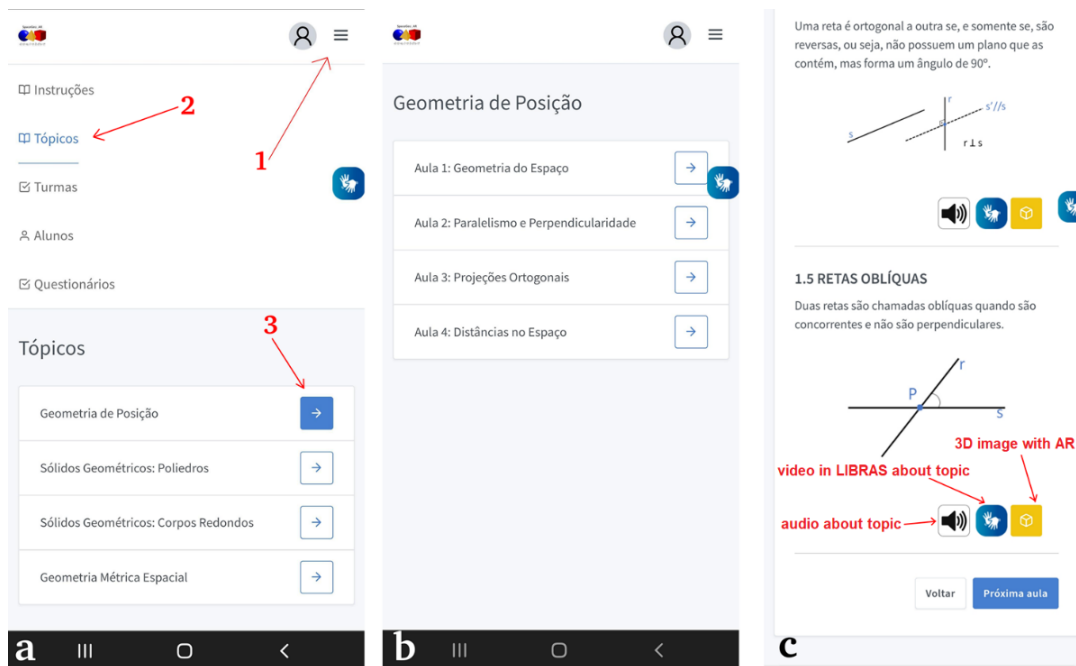 1
Instruções
2
Tópicos
Turmas
Alunos
Questionários
Tópicos
3
Geometria de Posição
Sólidos Geométricos: Poliedros
Sólidos Geométricos: Corpos Redondos
Geometria Métrica Espacial
a
Geometria de Posição
Aula 1: Geometria do Espaço
Aula 2: Paralelismo e Perpendicularidade
Aula 3: Projeções Ortogonais
Aula 4: Distâncias no Espaço
b
Uma reta é ortogonal a outra se, e somente se, são
reversas, ou seja, não possuem um plano que as
contém, mas forma um ângulo de 90º.
r
s'//s
s
r⊥s
1.5 RETAS OBLÍQUAS
Duas retas são chamadas oblíquas quando são
concorrentes e não são perpendiculares.
r
P
s
3D image with AR
video in LIBRAS about topic
audio about topic
Voltar
Próxima aula
c